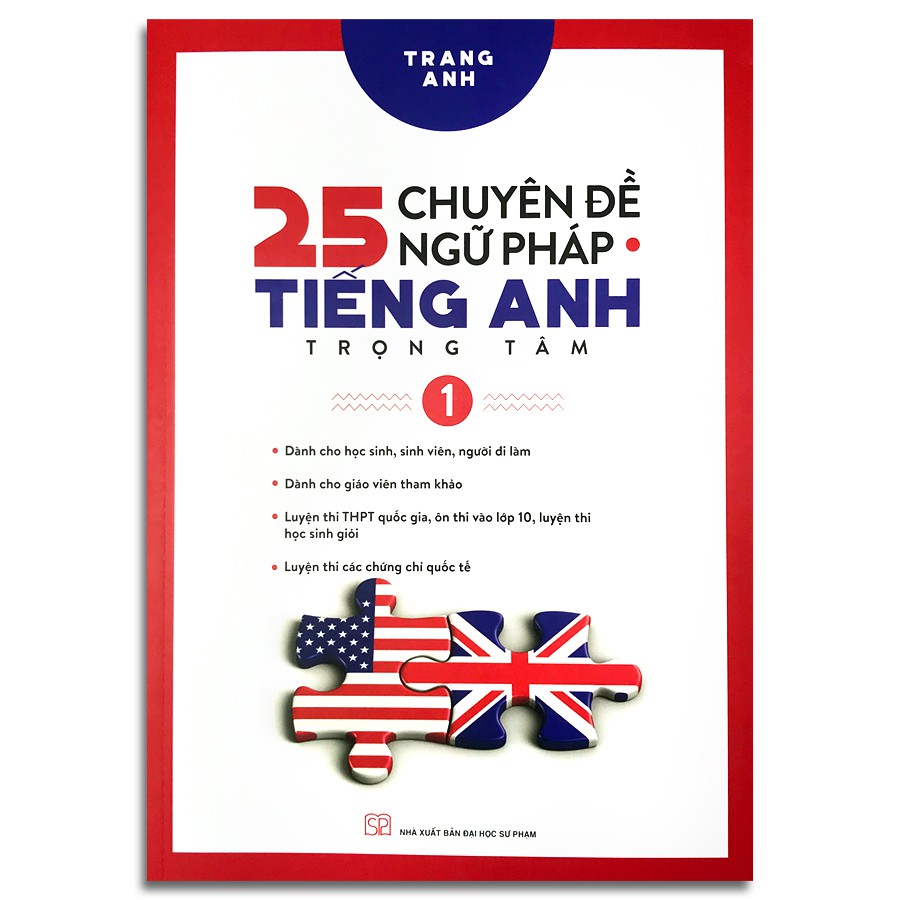 TRANG
ANH
25 CHUYÊN ĐỀ
NGỮ PHÁP
TIẾNG ANH
TRỌNG TÂM
1
• Dành cho học sinh, sinh viên, người đi làm
• Dành cho giáo viên tham khảo
• Luyện thi THPT quốc gia, ôn thi vào lớp 10, luyện thi
học sinh giỏi
• Luyện thi các chứng chỉ quốc tế
SP
NHÀ XUẤT BẢN ĐẠI HỌC SƯ PHẠM